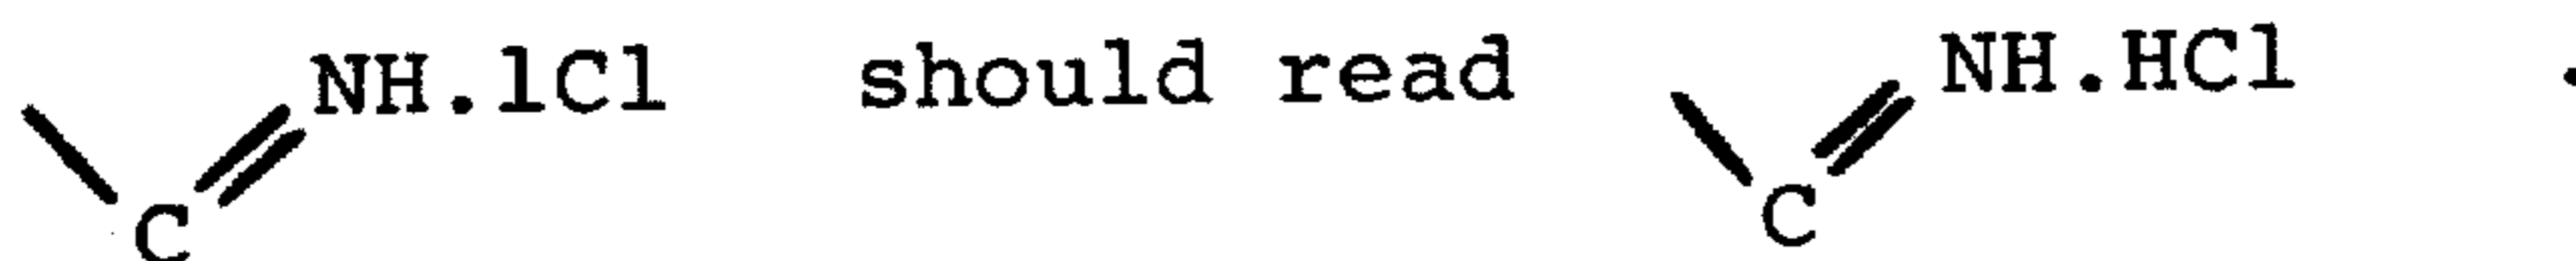 NH.lCl should read NH.HCl .
C C